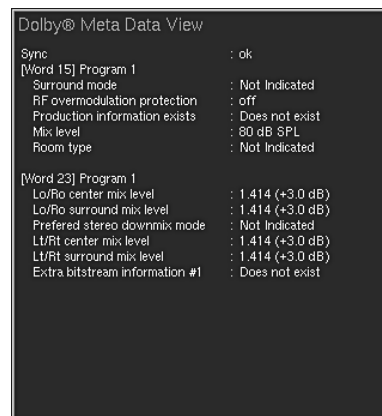 Dolby® Meta Data View
Sync : ok
[Word 15] Program 1
Surround mode : Not Indicated
RF overmodulation protection : off
Production information exists : Does not exist
Mix level : 80 dB SPL
Room type : Not Indicated
[Word 23] Program 1
Lo/Ro center mix level : 1.414 (+3.0 dB)
Lo/Ro surround mix level : 1.414 (+3.0 dB)
Prefered stereo downmix mode : Not Indicated
Lt/Rt center mix level : 1.414 (+3.0 dB)
Lt/Rt surround mix level : 1.414 (+3.0 dB)
Extra bitstream information #1 : Does not exist